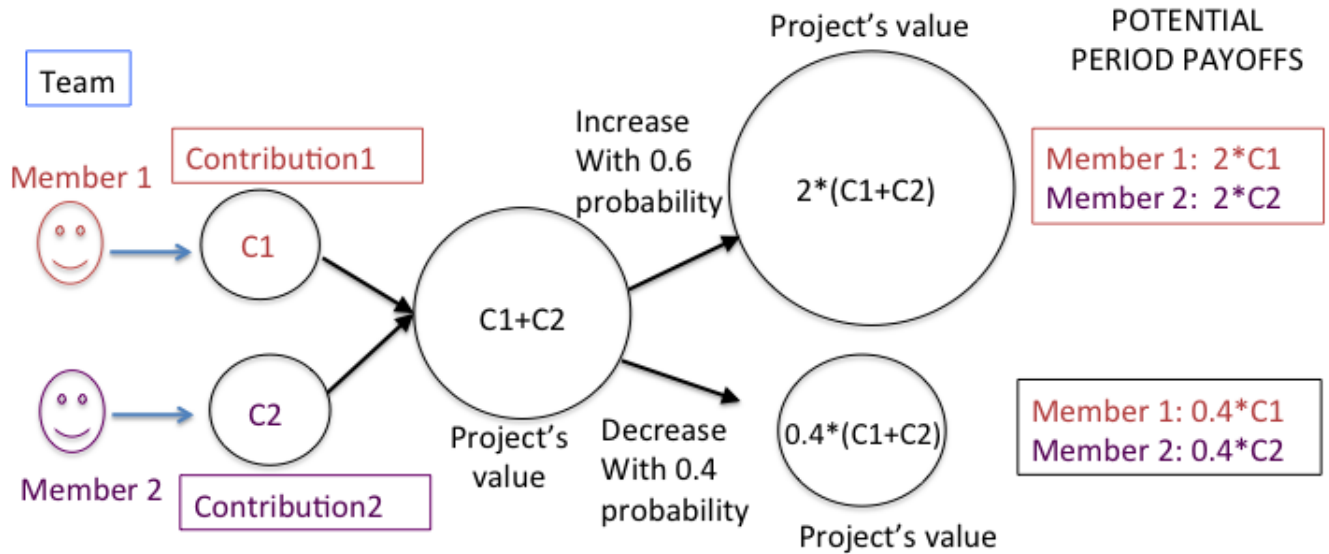 Team
Member 1
Contribution1
C1
C2
Member 2
Contribution2
C1+C2
Project's
value
Increase
With 0.6
probability
Decrease
With 0.4
probability
Project's value
2*(C1+C2)
0.4*(C1+C2)
Project's value
POTENTIAL
PERIOD PAYOFFS
Member 1: 2*C1
Member 2: 2*C2
Member 1: 0.4*C1
Member 2: 0.4*C2